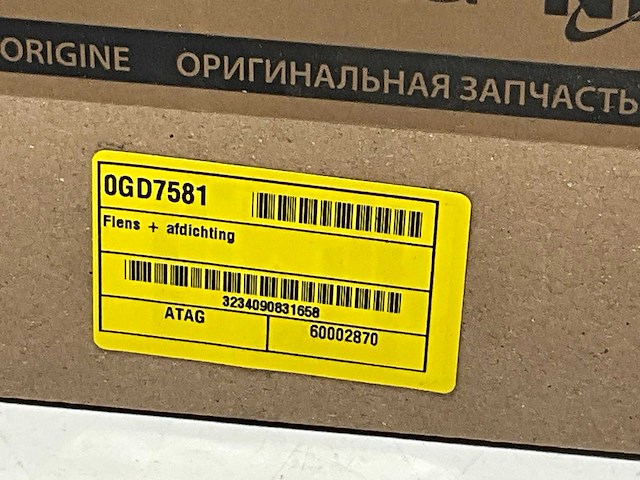 ORIGINE ОРИГИНАЛЬНАЯ ЗАПЧАСТЬ
0GD7581
Flens + afdichting
3234090831658
ATAG 60002870